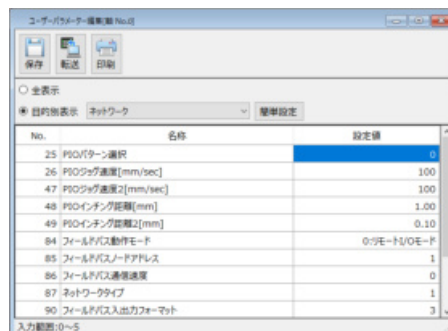 ユーザーパラメーター編集[軸 No.0]
保存 転送 印刷
全表示
目的別表示 ネットワーク 簡単設定
No. 名称 設定値
25 PIOパターン選択 0
26 PIOジョグ速度[mm/sec] 100
47 PIOジョグ速度2[mm/sec] 100
48 PIOインチング距離[mm] 1.00
49 PIOインチング距離2[mm] 0.10
84 フィールドバス動作モード 0:リモートI/Oモード
85 フィールドバスノードアドレス 1
86 フィールドバス通信速度 0
87 ネットワークタイプ 1
90 フィールドバス入出力フォーマット 3
入力範囲:0~5